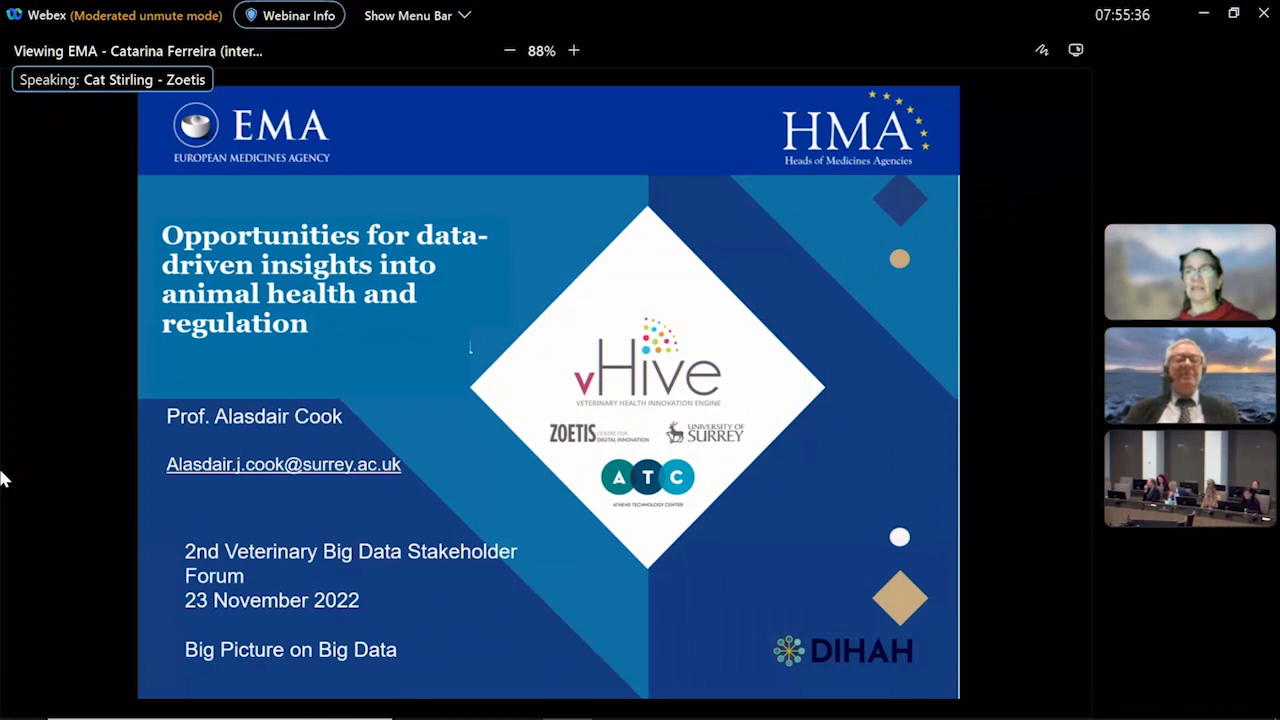 Webex (Moderated unmute mode) Webinar Info Show Menu Bar 07:55:36
Viewing EMA - Catarina Ferreira (inter... 88%
Speaking: Cat Stirling - Zoetis
EMA
EUROPEAN MEDICINES AGENCY
HMA
Heads of Medicines Agencies
Opportunities for data-
driven insights into
animal health and
regulation
vHive
VETERINARY HEALTH INNOVATION ENGINE
ZOETIS CENTRE FOR
DIGITAL INNOVATION
UNIVERSITY OF
SURREY
A T C
ATHENS TECHNOLOGY CENTER
Prof. Alasdair Cook
Alasdair.j.cook@surrey.ac.uk
2nd Veterinary Big Data Stakeholder
Forum
23 November 2022
Big Picture on Big Data
DIHAH